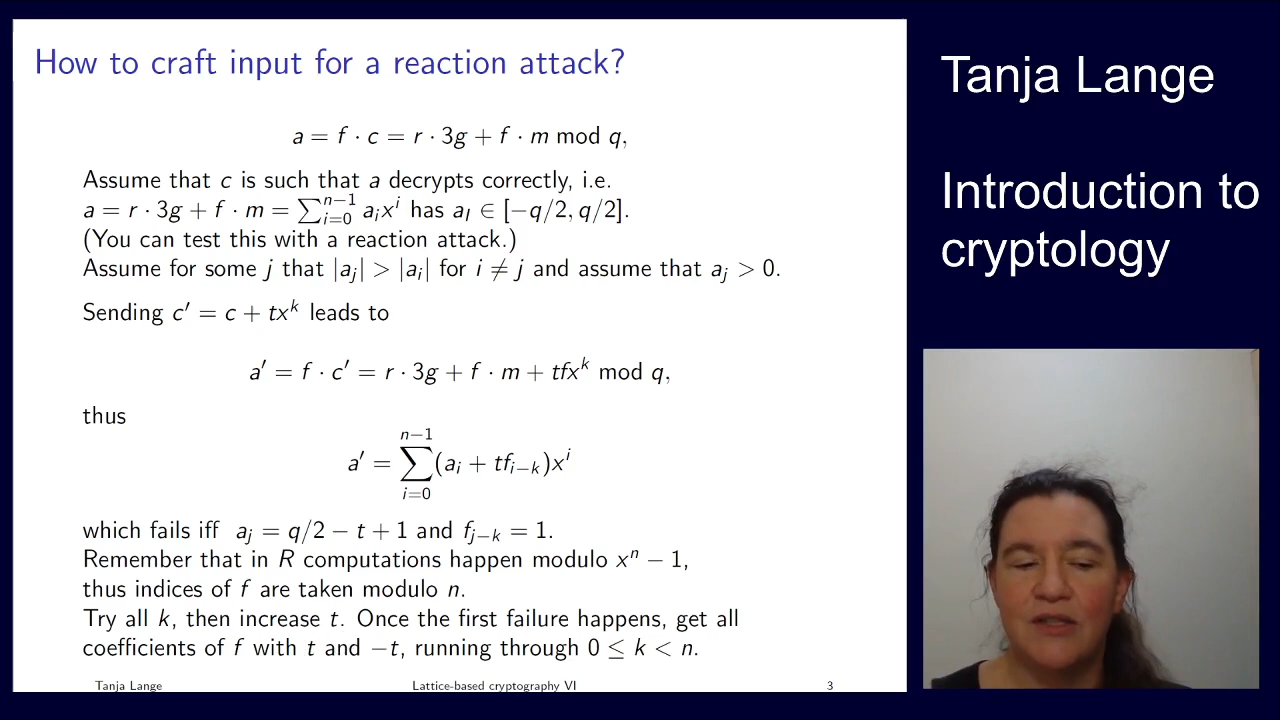 How to craft input for a reaction attack?
a = f · c = r · 3g + f · m mod q,
Assume that c is such that a decrypts correctly, i.e.
a = r · 3g + f · m = ∑_{i=0}^{n−1} a_i x^i has a_I ∈ [−q/2, q/2].
(You can test this with a reaction attack.)
Assume for some j that |a_j| > |a_i| for i ≠ j and assume that a_j > 0.
Sending c′ = c + tx^k leads to
a′ = f · c′ = r · 3g + f · m + tfx^k mod q,
thus
a′ = ∑_{i=0}^{n−1} (a_i + tf_{i−k})x^i
which fails iff a_j = q/2 − t + 1 and f_{j−k} = 1.
Remember that in R computations happen modulo x^n − 1,
thus indices of f are taken modulo n.
Try all k, then increase t. Once the first failure happens, get all
coefficients of f with t and −t, running through 0 ≤ k < n.
Tanja Lange
Lattice-based cryptography VI
3
Tanja Lange
Introduction to
cryptology